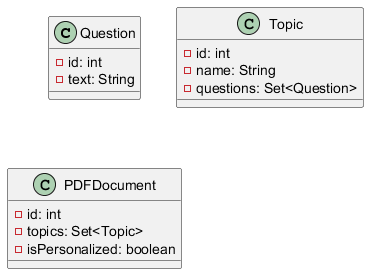 C Question
id: int
text: String
C Topic
id: int
name: String
questions: Set<Question>
C PDFDocument
id: int
topics: Set<Topic>
isPersonalized: boolean